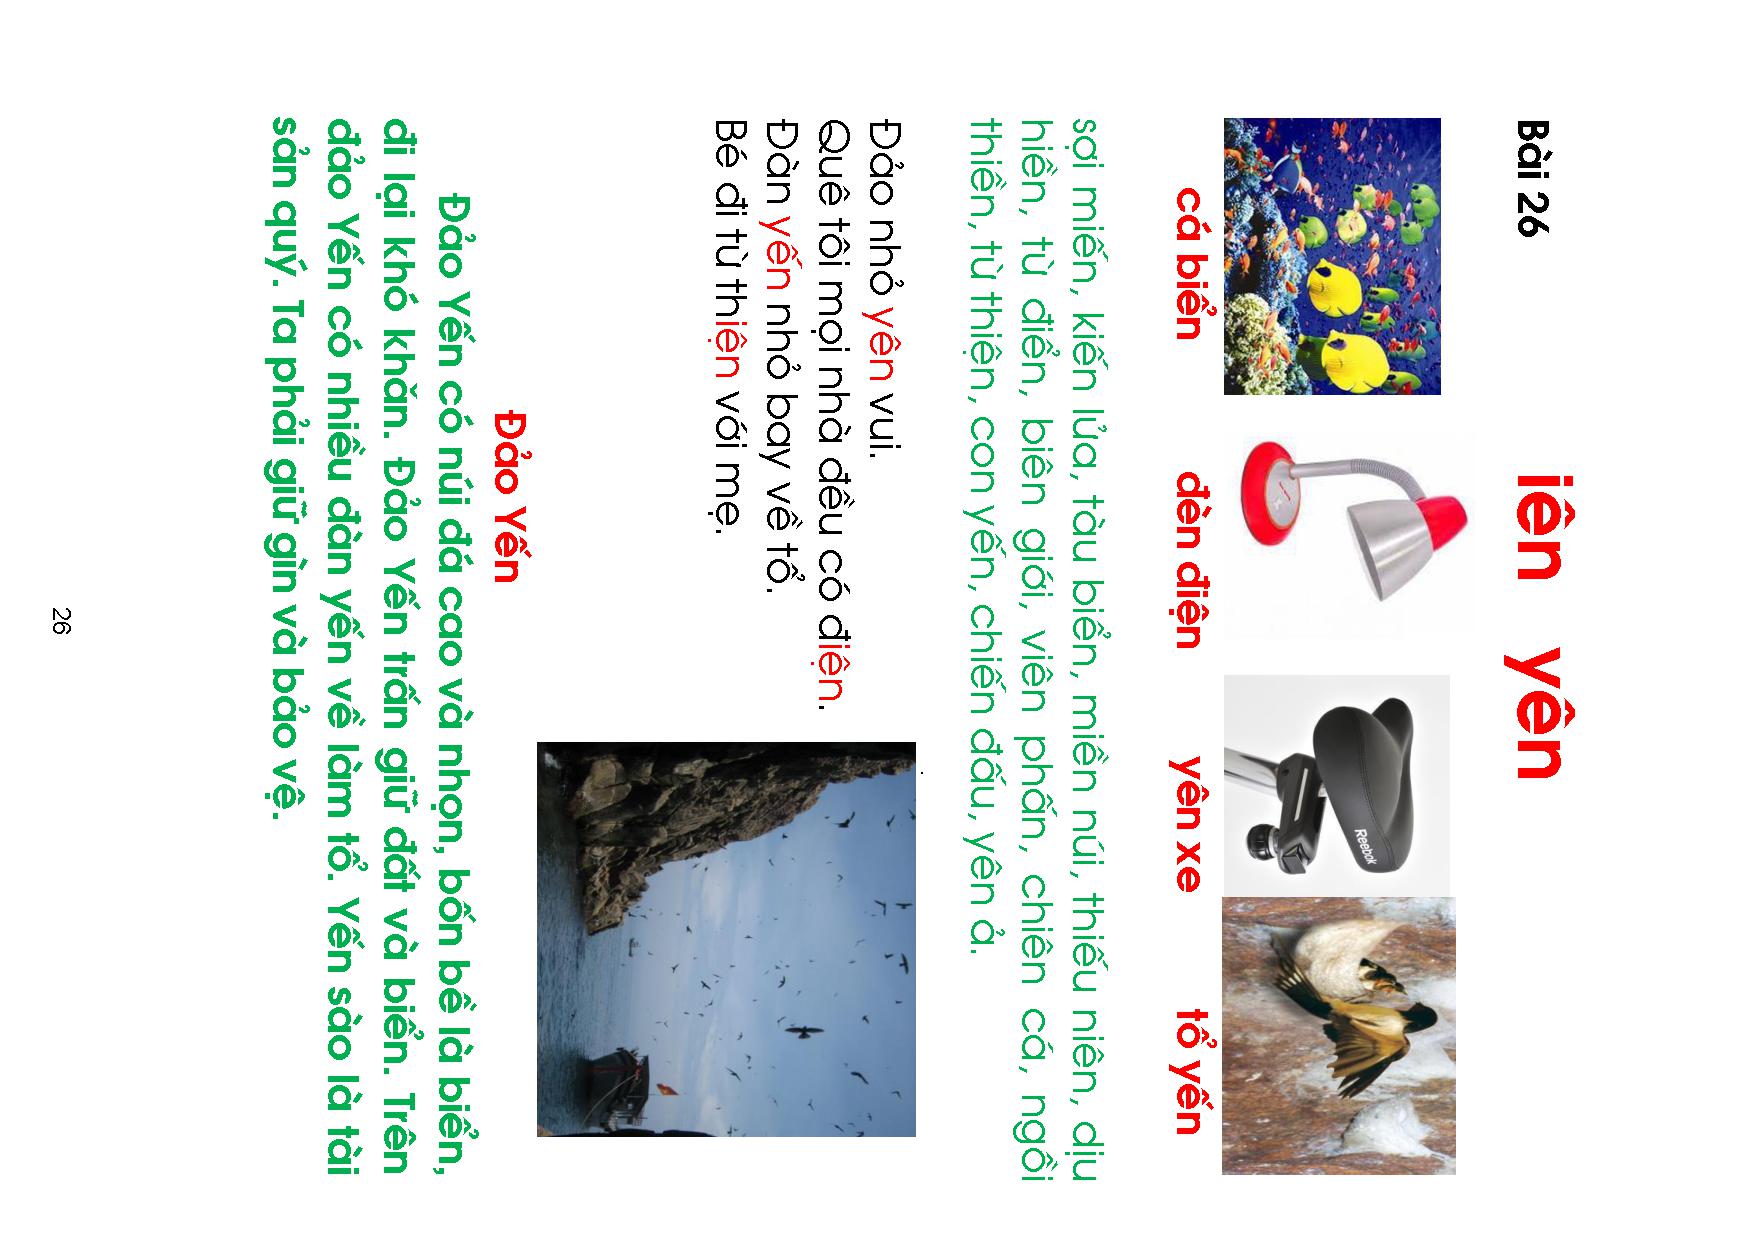 Bài 26 iên yên
Reebok
cá biển đèn điện yên xe tổ yến
sợi miến, kiến lửa, tàu biển, miền núi, thiếu niên, dịu
hiền, từ điển, biên giới, viên phấn, chiên cá, ngồi
thiền, từ thiện, con yến, chiến đấu, yên ả.
Đảo nhỏ yên vui.
Quê tôi mọi nhà đều có điện.
Đàn yến nhỏ bay về tổ.
Bé đi từ thiện với mẹ.
Đảo Yến
Đảo Yến có núi đá cao và nhọn, bốn bề là biển,
đi lại khó khăn. Đảo Yến trấn giữ đất và biển. Trên
đảo Yến có nhiều đàn yến về làm tổ. Yến sào là tài
sản quý. Ta phải giữ gìn và bảo vệ.
26